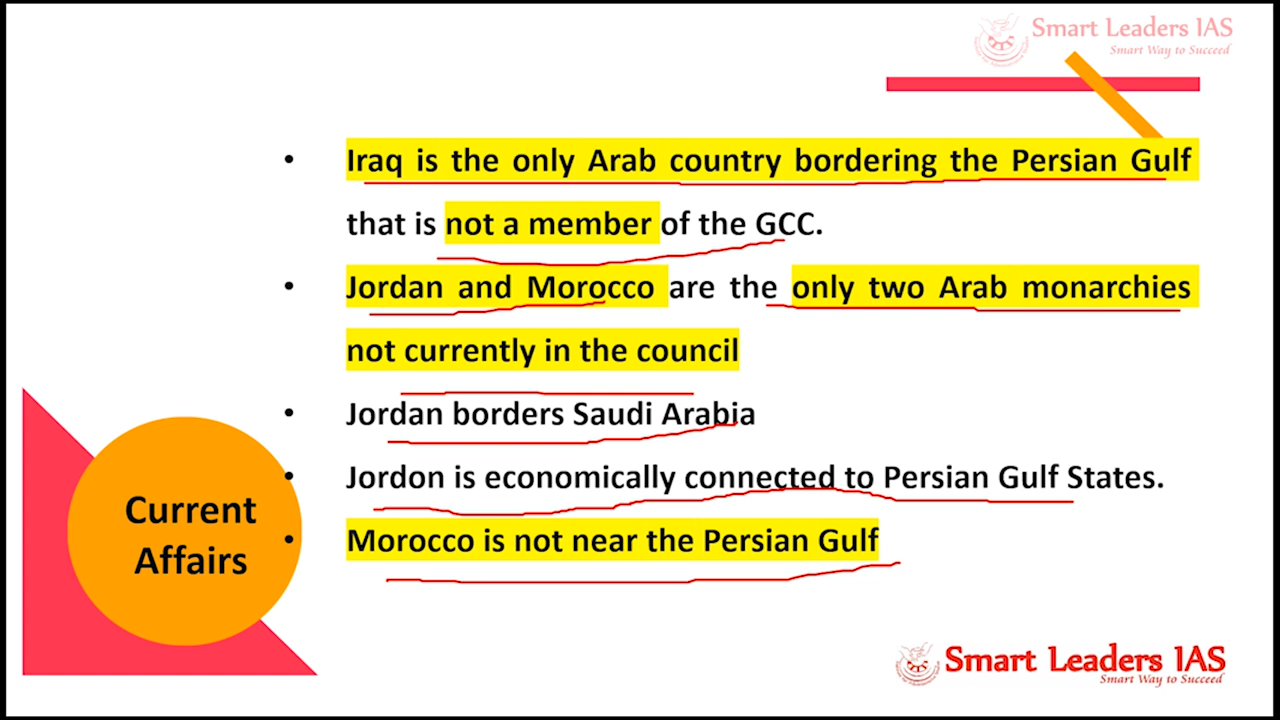 Smart Leaders IAS
Smart Way to Succeed
• Iraq is the only Arab country bordering the Persian Gulf
that is not a member of the GCC.
• Jordan and Morocco are the only two Arab monarchies
not currently in the council
• Jordan borders Saudi Arabia
• Jordon is economically connected to Persian Gulf States.
• Morocco is not near the Persian Gulf
Current
Affairs
Smart Leaders IAS
Smart Way to Succeed